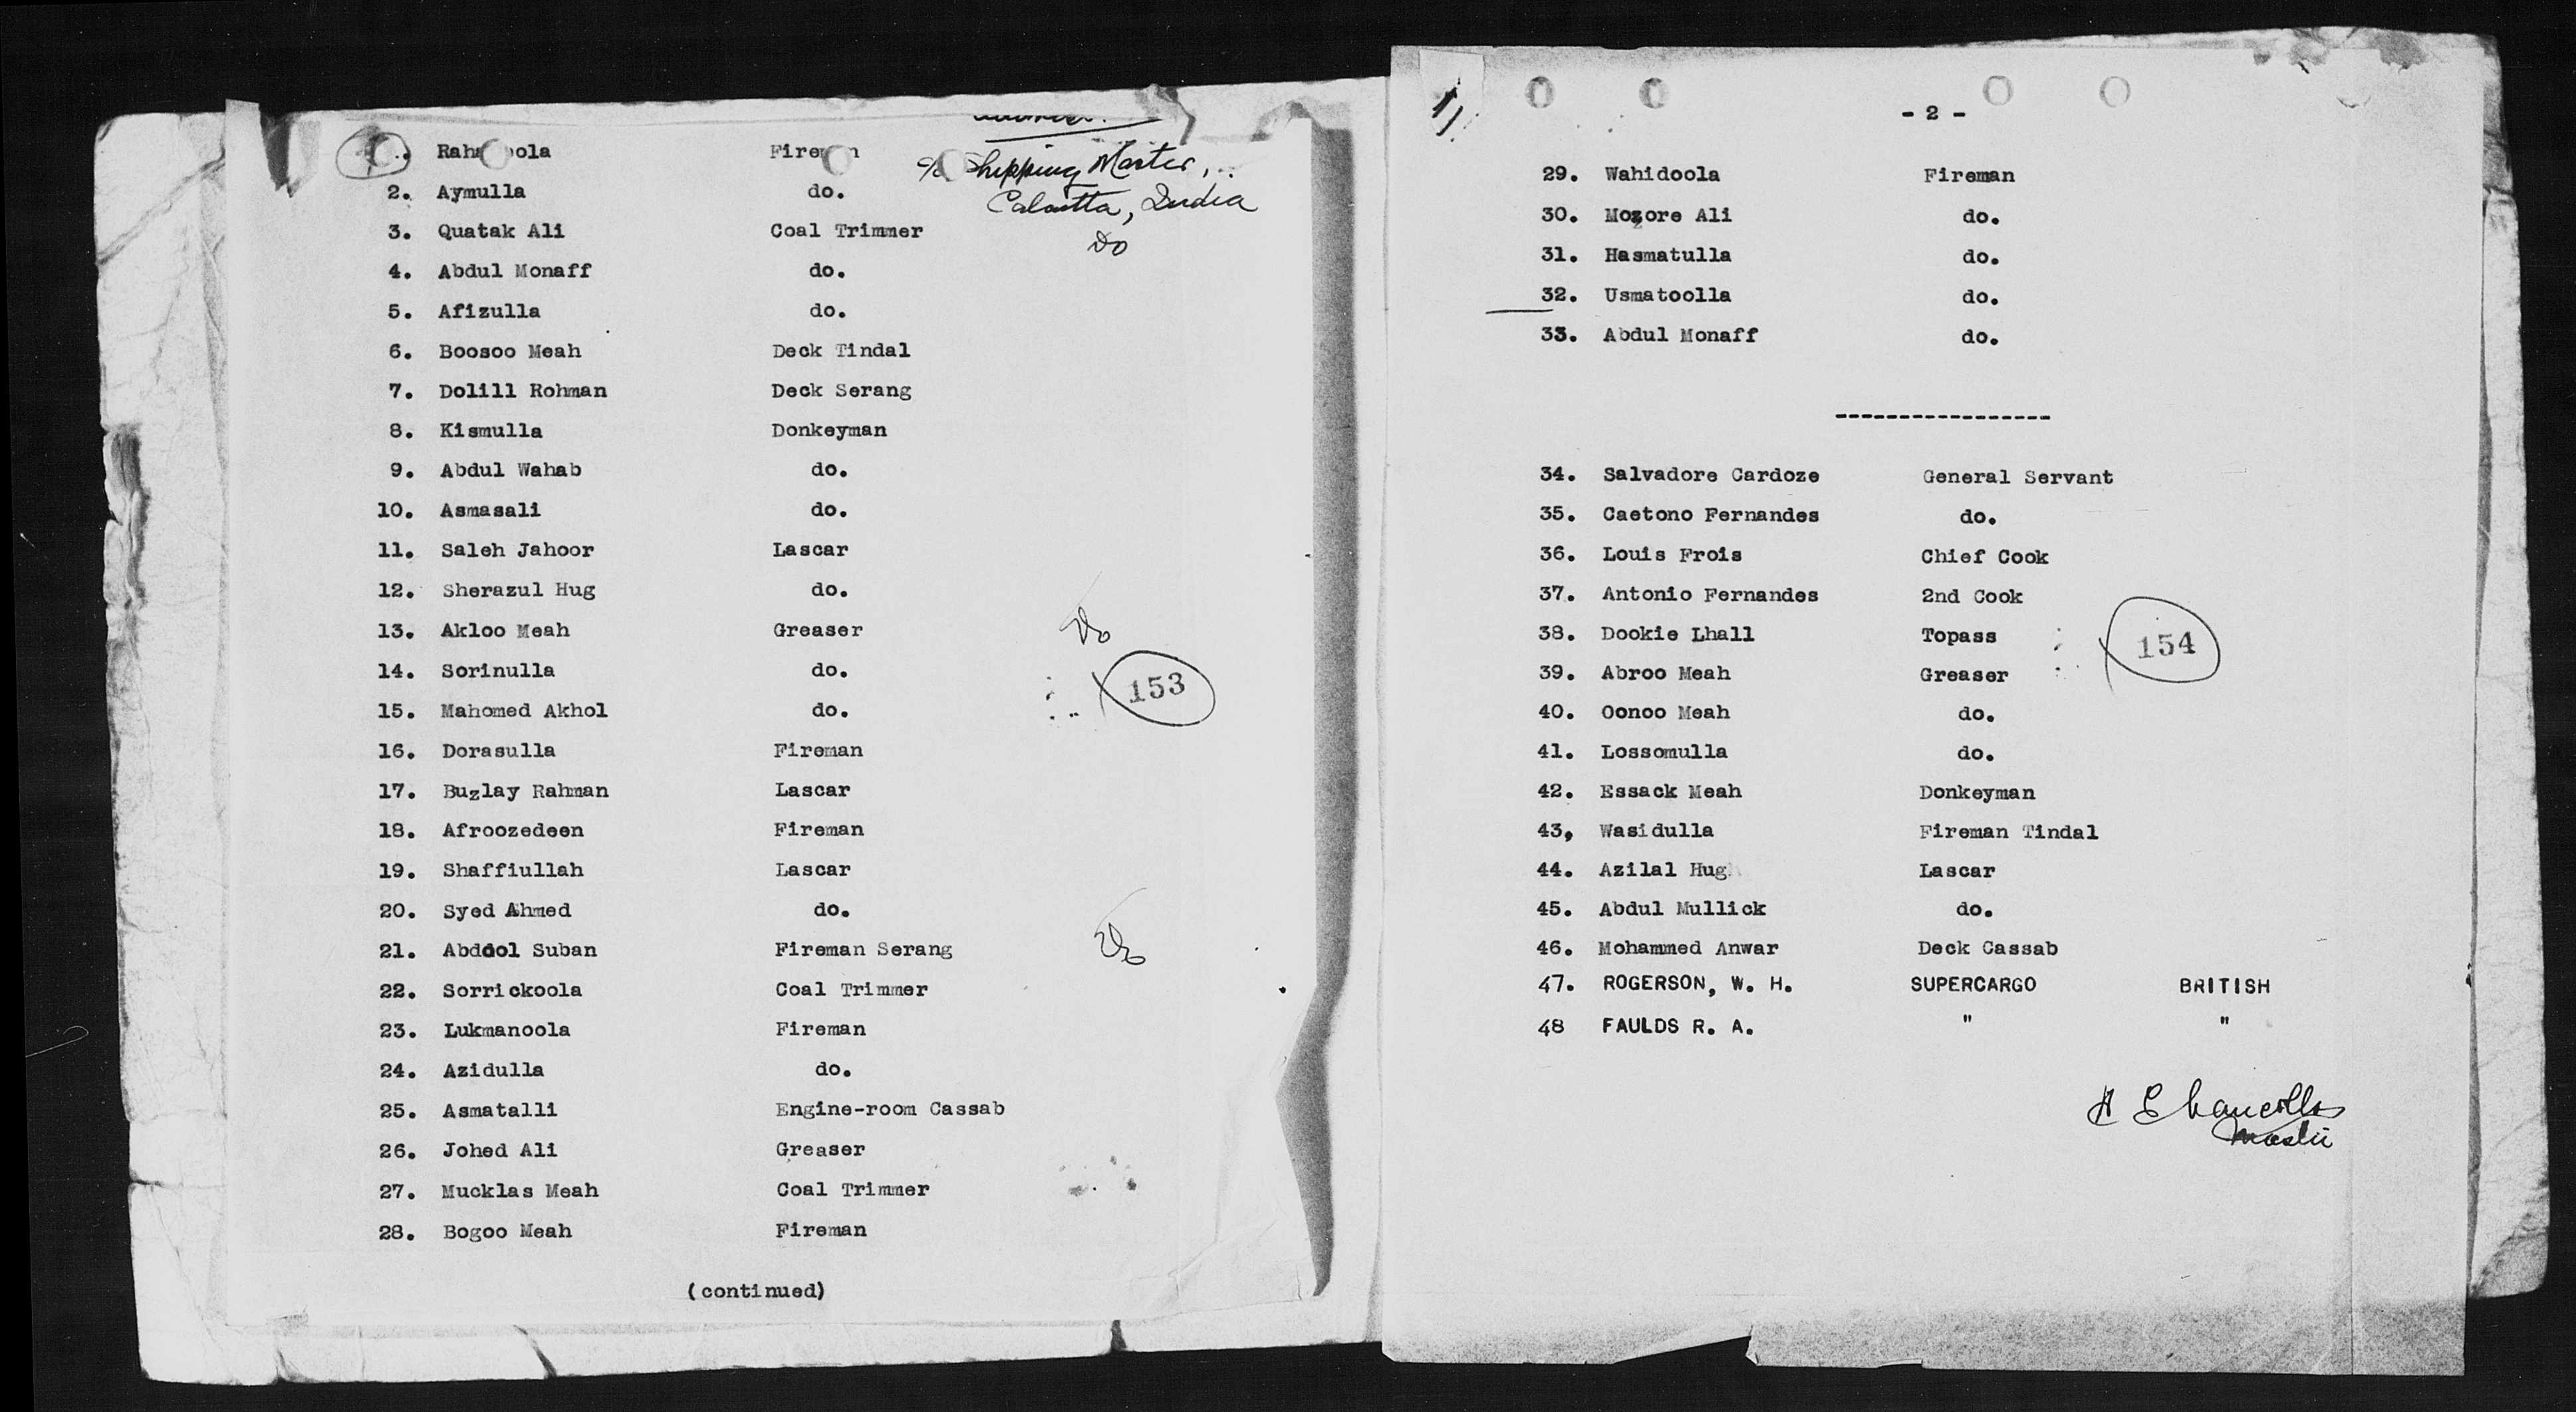 1. Rah oola Fireman
c/o Shipping Master,
2. Aymulla do.
Calcutta, India
3. Quatak Ali Coal Trimmer
do
4. Abdul Monaff do.
5. Afizulla do.
6. Boosoo Meah Deck Tindal
7. Dolill Rohman Deck Serang
8. Kismulla Donkeyman
9. Abdul Wahab do.
10. Asmasali do.
11. Saleh Jahoor Lascar
12. Sherazul Hug do.
13. Akloo Meah Greaser do
14. Sorinulla do.
153
15. Mahomed Akhol do.
16. Dorasulla Fireman
17. Buzlay Rahman Lascar
18. Afroozedeen Fireman
19. Shaffiullah Lascar
20. Syed Ahmed do.
21. Abdool Suban Fireman Serang do
22. Sorrickoola Coal Trimmer
23. Lukmanoola Fireman
24. Azidulla do.
25. Asmatalli Engine-room Cassab
26. Johed Ali Greaser
27. Mucklas Meah Coal Trimmer
28. Bogoo Meah Fireman
(continued)
- 2 -
29. Wahidoola Fireman
30. Mozore Ali do.
31. Hasmatulla do.
32. Usmatoolla do.
33. Abdul Monaff do.
-----------------
34. Salvadore Cardoze General Servant
35. Caetono Fernandes do.
36. Louis Frois Chief Cook
37. Antonio Fernandes 2nd Cook
38. Dookie Lhall Topass
154
39. Abroo Meah Greaser
40. Oonoo Meah do.
41. Lossomulla do.
42. Essack Meah Donkeyman
43, Wasidulla Fireman Tindal
44. Azilal Hug Lascar
45. Abdul Mullick do.
46. Mohammed Anwar Deck Cassab
47. ROGERSON, W. H. SUPERCARGO BRITISH
48 FAULDS R. A. " "
Master